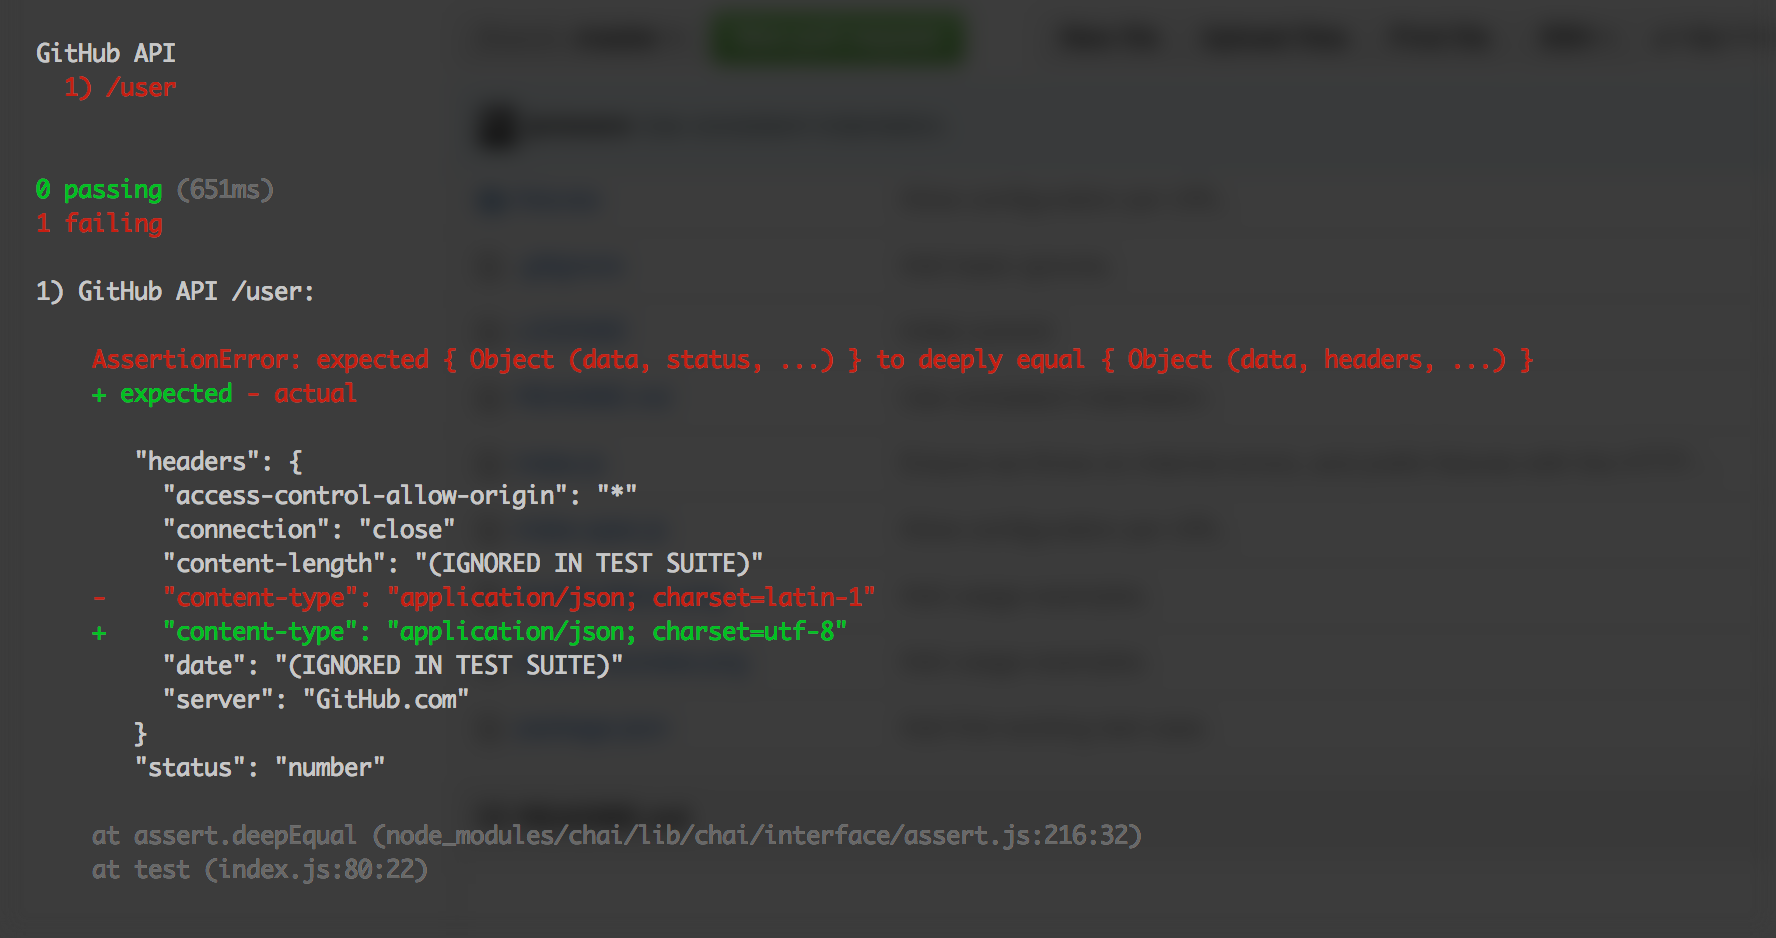 GitHub API
1) /user
0 passing (651ms)
1 failing
1) GitHub API /user:
AssertionError: expected { Object (data, status, ...) } to deeply equal { Object (data, headers, ...) }
+ expected - actual
"headers": {
"access-control-allow-origin": "*"
"connection": "close"
"content-length": "(IGNORED IN TEST SUITE)"
- "content-type": "application/json; charset=latin-1"
+ "content-type": "application/json; charset=utf-8"
"date": "(IGNORED IN TEST SUITE)"
"server": "GitHub.com"
}
"status": "number"
at assert.deepEqual (node_modules/chai/lib/chai/interface/assert.js:216:32)
at test (index.js:80:22)